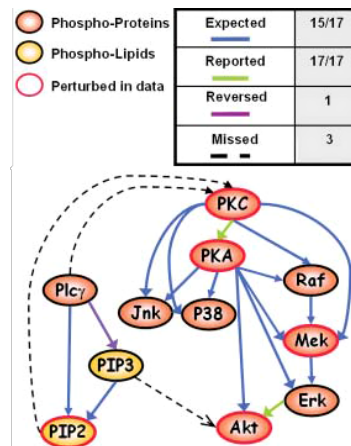 Phospho-Proteins
Phospho-Lipids
Perturbed in data
Expected 15/17
Reported 17/17
Reversed 1
Missed 3
PKC
PKA
Raf
Plcγ
Jnk
P38
Mek
PIP3
Erk
PIP2
Akt